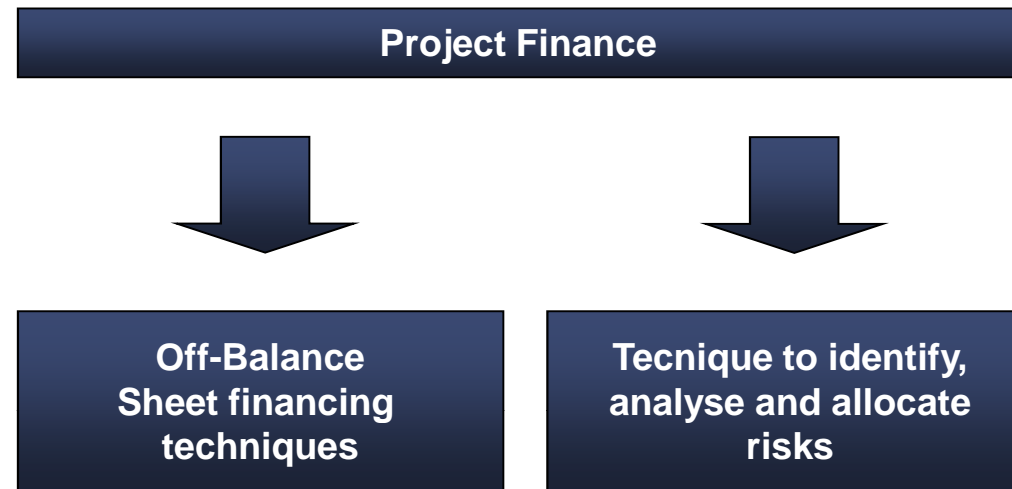 Project Finance
Off-Balance
Sheet financing
techniques
Tecnique to identify,
analyse and allocate
risks